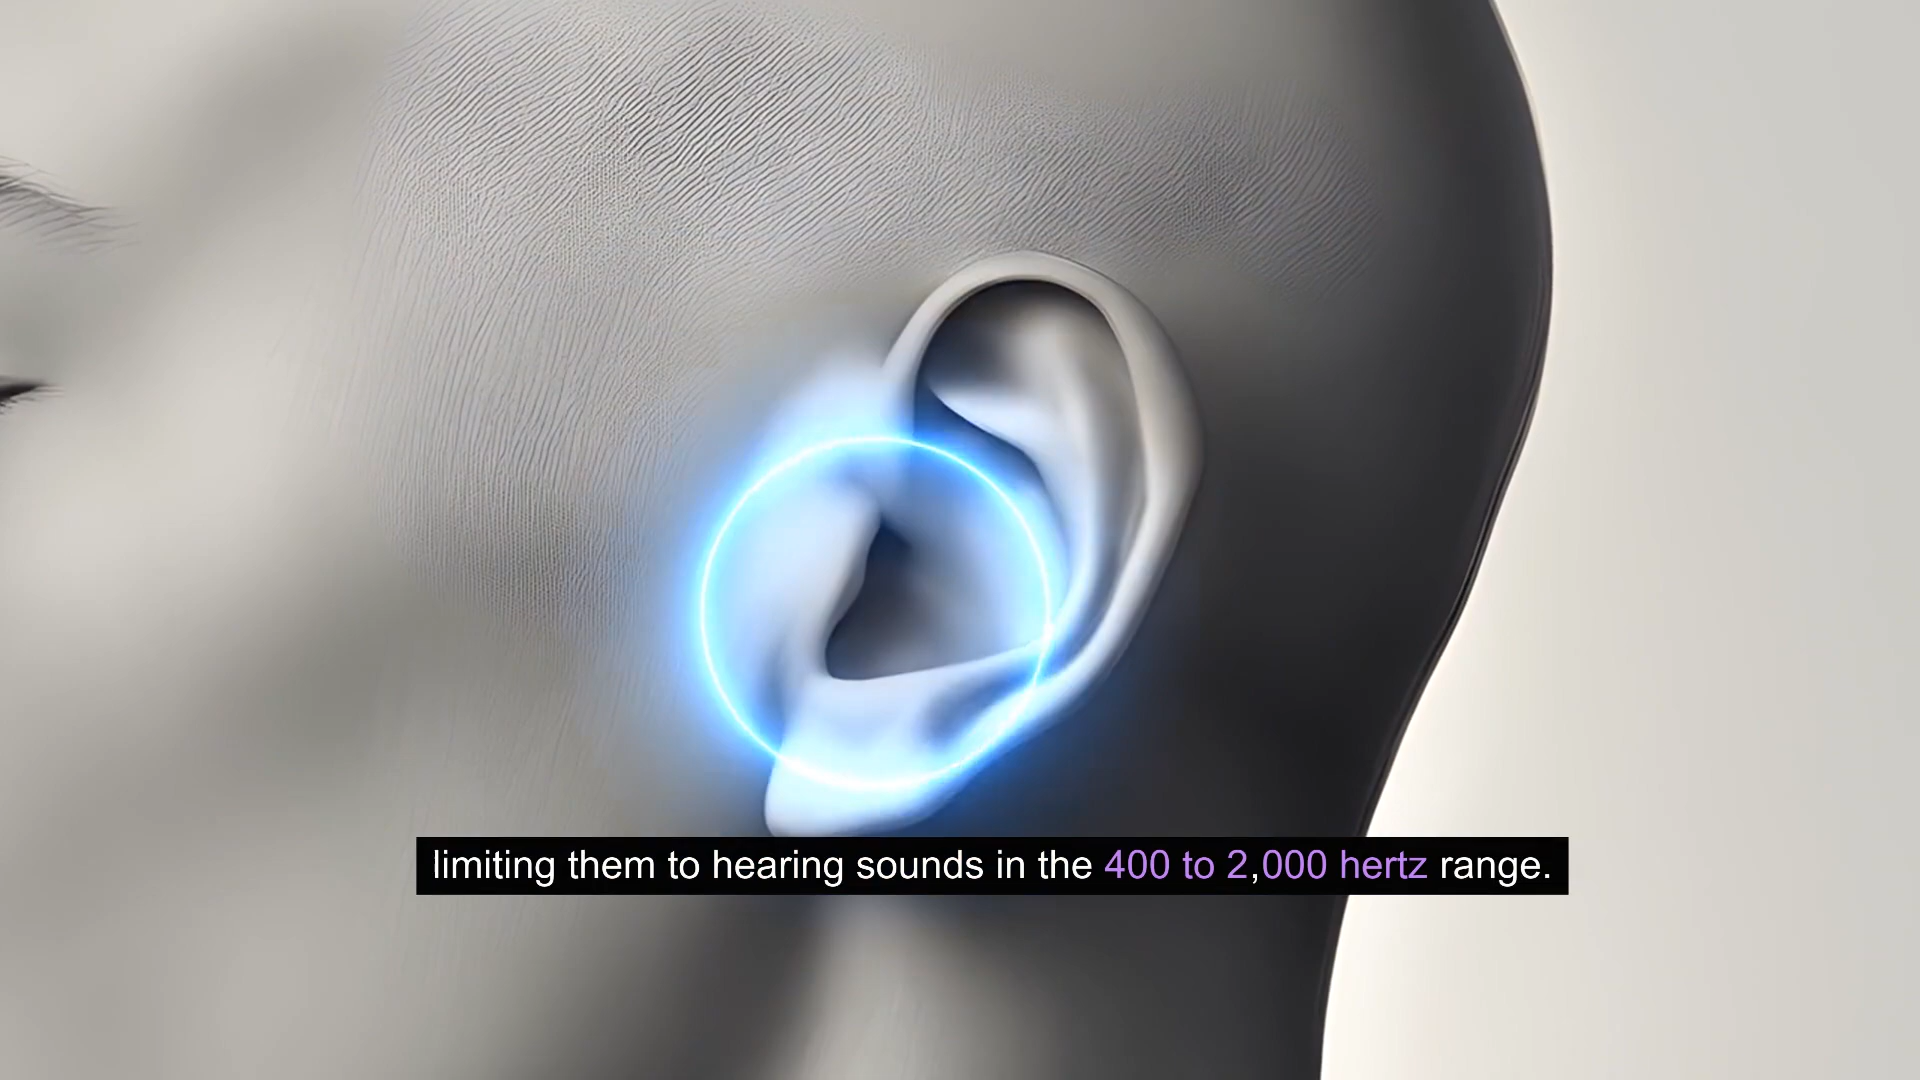 limiting them to hearing sounds in the 400 to 2,000 hertz range.